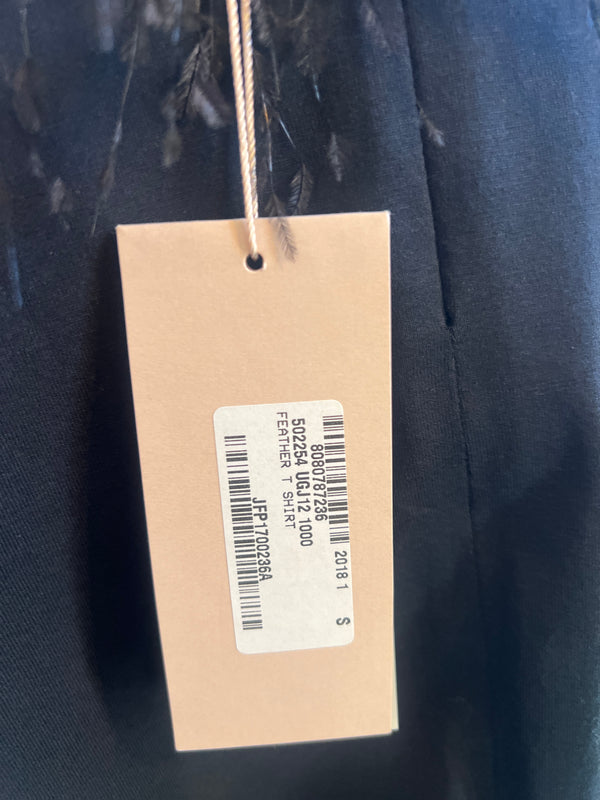 8080787236 2018 1 S
502254 UGJ12 1000
FEATHER T SHIRT
JFP1700236A